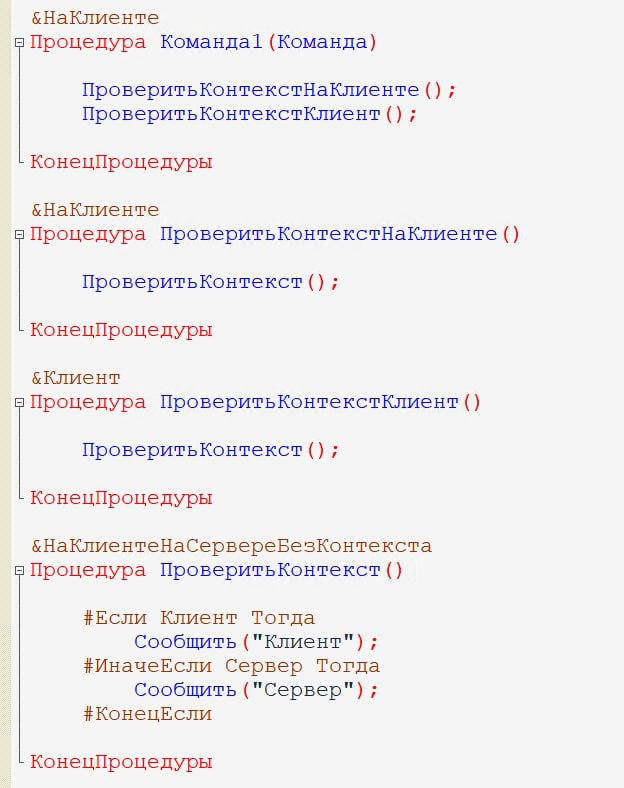 &НаКлиенте
Процедура Команда1(Команда)
ПроверитьКонтекстНаКлиенте();
ПроверитьКонтекстКлиент();
КонецПроцедуры
&НаКлиенте
Процедура ПроверитьКонтекстНаКлиенте()
ПроверитьКонтекст();
КонецПроцедуры
&Клиент
Процедура ПроверитьКонтекстКлиент()
ПроверитьКонтекст();
КонецПроцедуры
&НаКлиентеНаСервереБезКонтекста
Процедура ПроверитьКонтекст()
#Если Клиент Тогда
Сообщить("Клиент");
#ИначеЕсли Сервер Тогда
Сообщить("Сервер");
#КонецЕсли
КонецПроцедуры